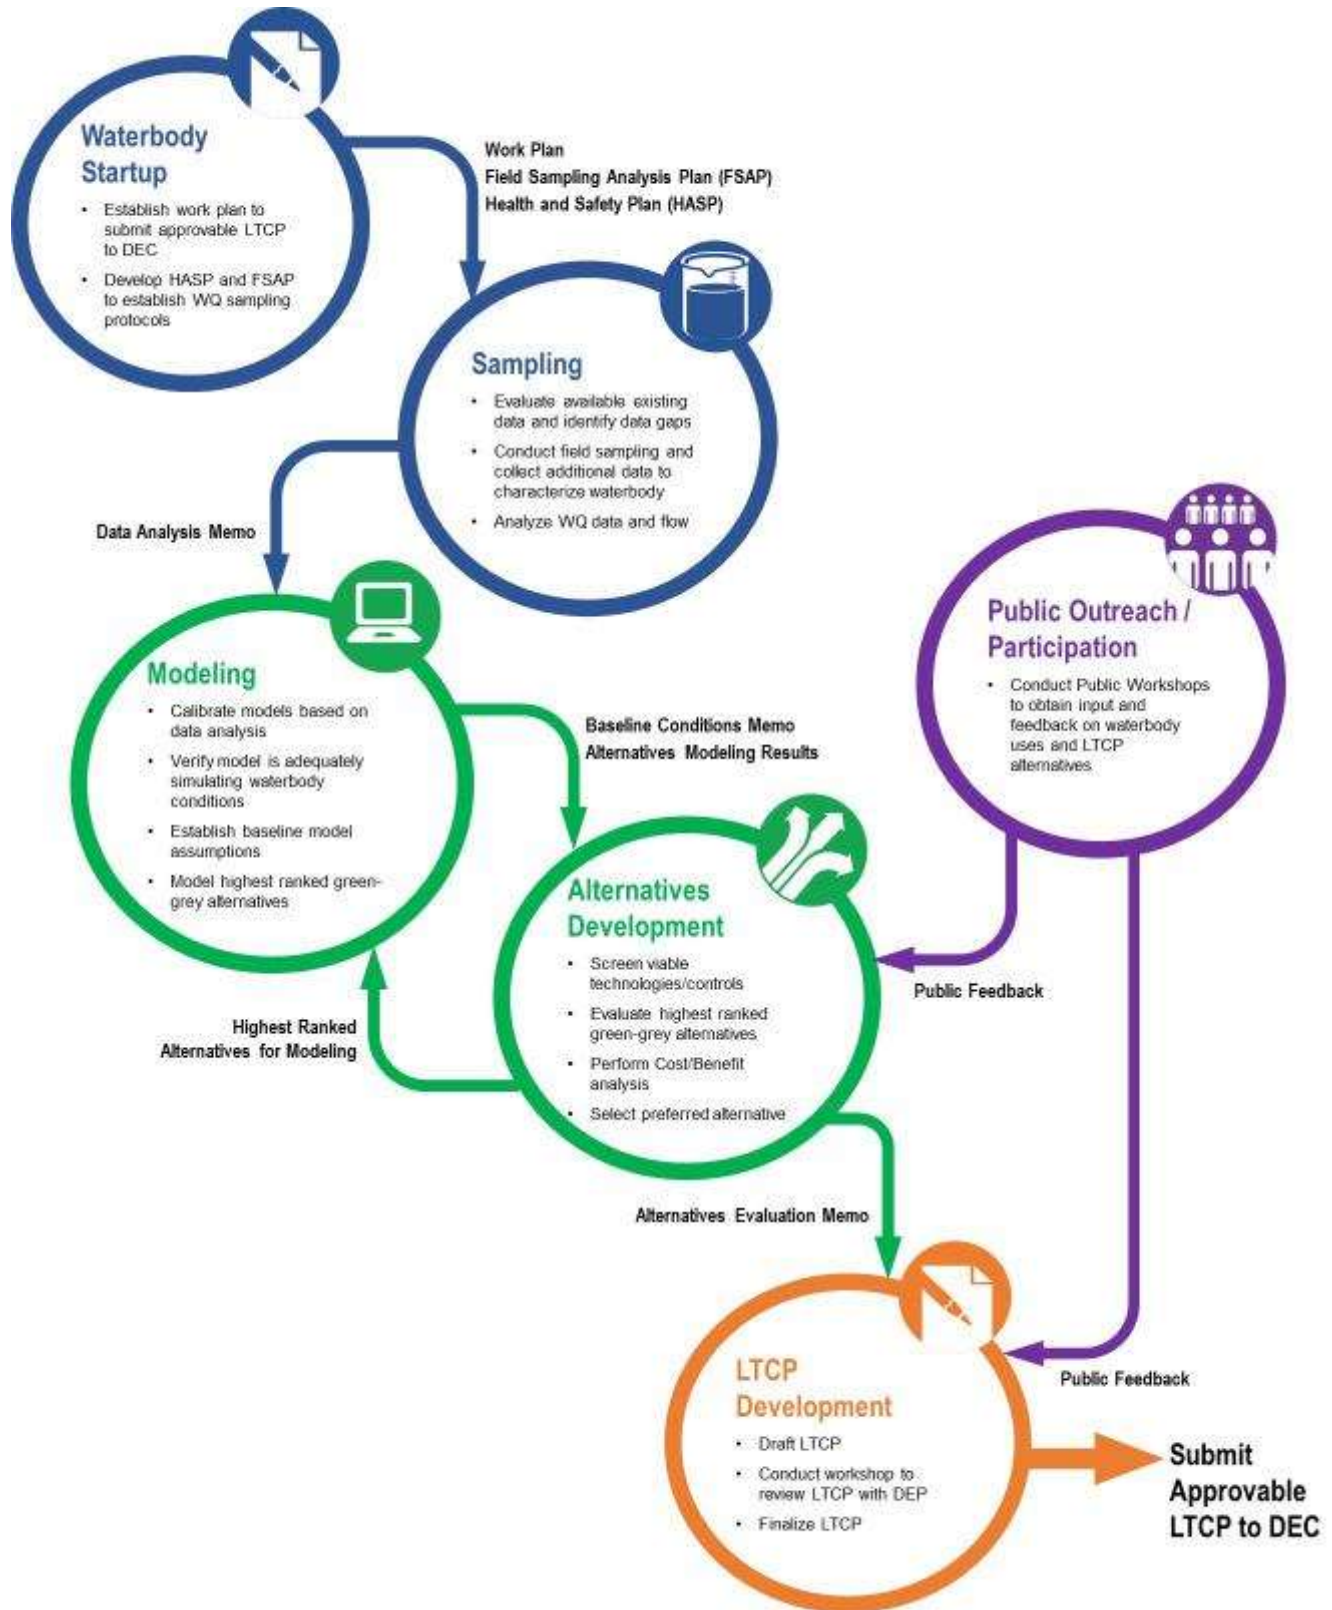 Waterbody
Startup
• Establish work plan to
submit approvable LTCP
to DEC
• Develop HASP and FSAP
to establish WQ sampling
protocols
Work Plan
Field Sampling Analysis Plan (FSAP)
Health and Safety Plan (HASP)
Sampling
• Evaluate available existing
data and identify data gaps
• Conduct field sampling and
collect additional data to
characterize waterbody
• Analyze WQ data and flow
Data Analysis Memo
Modeling
• Calibrate models based on
data analysis
• Verify model is adequately
simulating waterbody
conditions
• Establish baseline model
assumptions
• Model highest ranked green-
grey alternatives
Baseline Conditions Memo
Alternatives Modeling Results
Public Outreach /
Participation
• Conduct Public Workshops
to obtain input and
feedback on waterbody
uses and LTCP
alternatives
Alternatives
Development
• Screen viable
technologies/controls
• Evaluate highest ranked
green-grey alternatives
• Perform Cost/Benefit
analysis
• Select preferred alternative
Public Feedback
Highest Ranked
Alternatives for Modeling
Alternatives Evaluation Memo
LTCP
Development
• Draft LTCP
• Conduct workshop to
review LTCP with DEP
• Finalize LTCP
Public Feedback
Submit
Approvable
LTCP to DEC